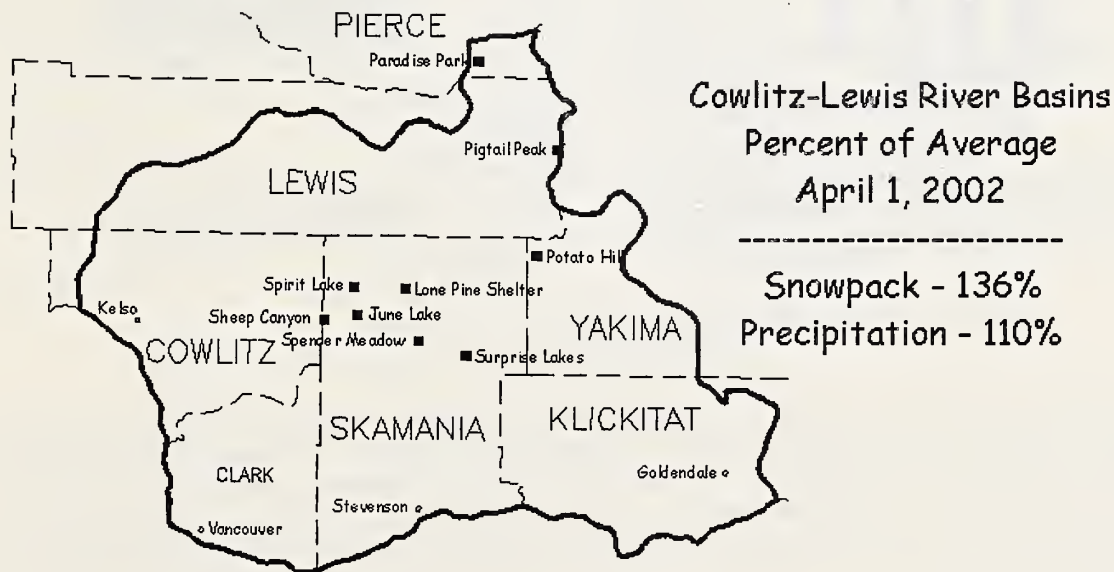 PIERCE
Paradise Park
Cowlitz-Lewis River Basins
Percent of Average
April 1, 2002
Pigtail Peak
LEWIS
Potato Hill
Snowpack - 136%
Precipitation - 110%
Spirit Lake
Lone Pine Shelter
Kelso
Sheep Canyon
June Lake
YAKIMA
COWLITZ
Spencer Meadow
Surprise Lakes
SKAMANIA
KLICKITAT
CLARK
Goldendale
Stevenson
Vancouver